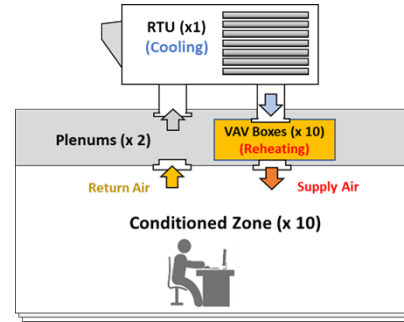 RTU (x1)
(Cooling)
Plenums (x 2)
VAV Boxes (x 10)
(Reheating)
Return Air
Supply Air
Conditioned Zone (x 10)